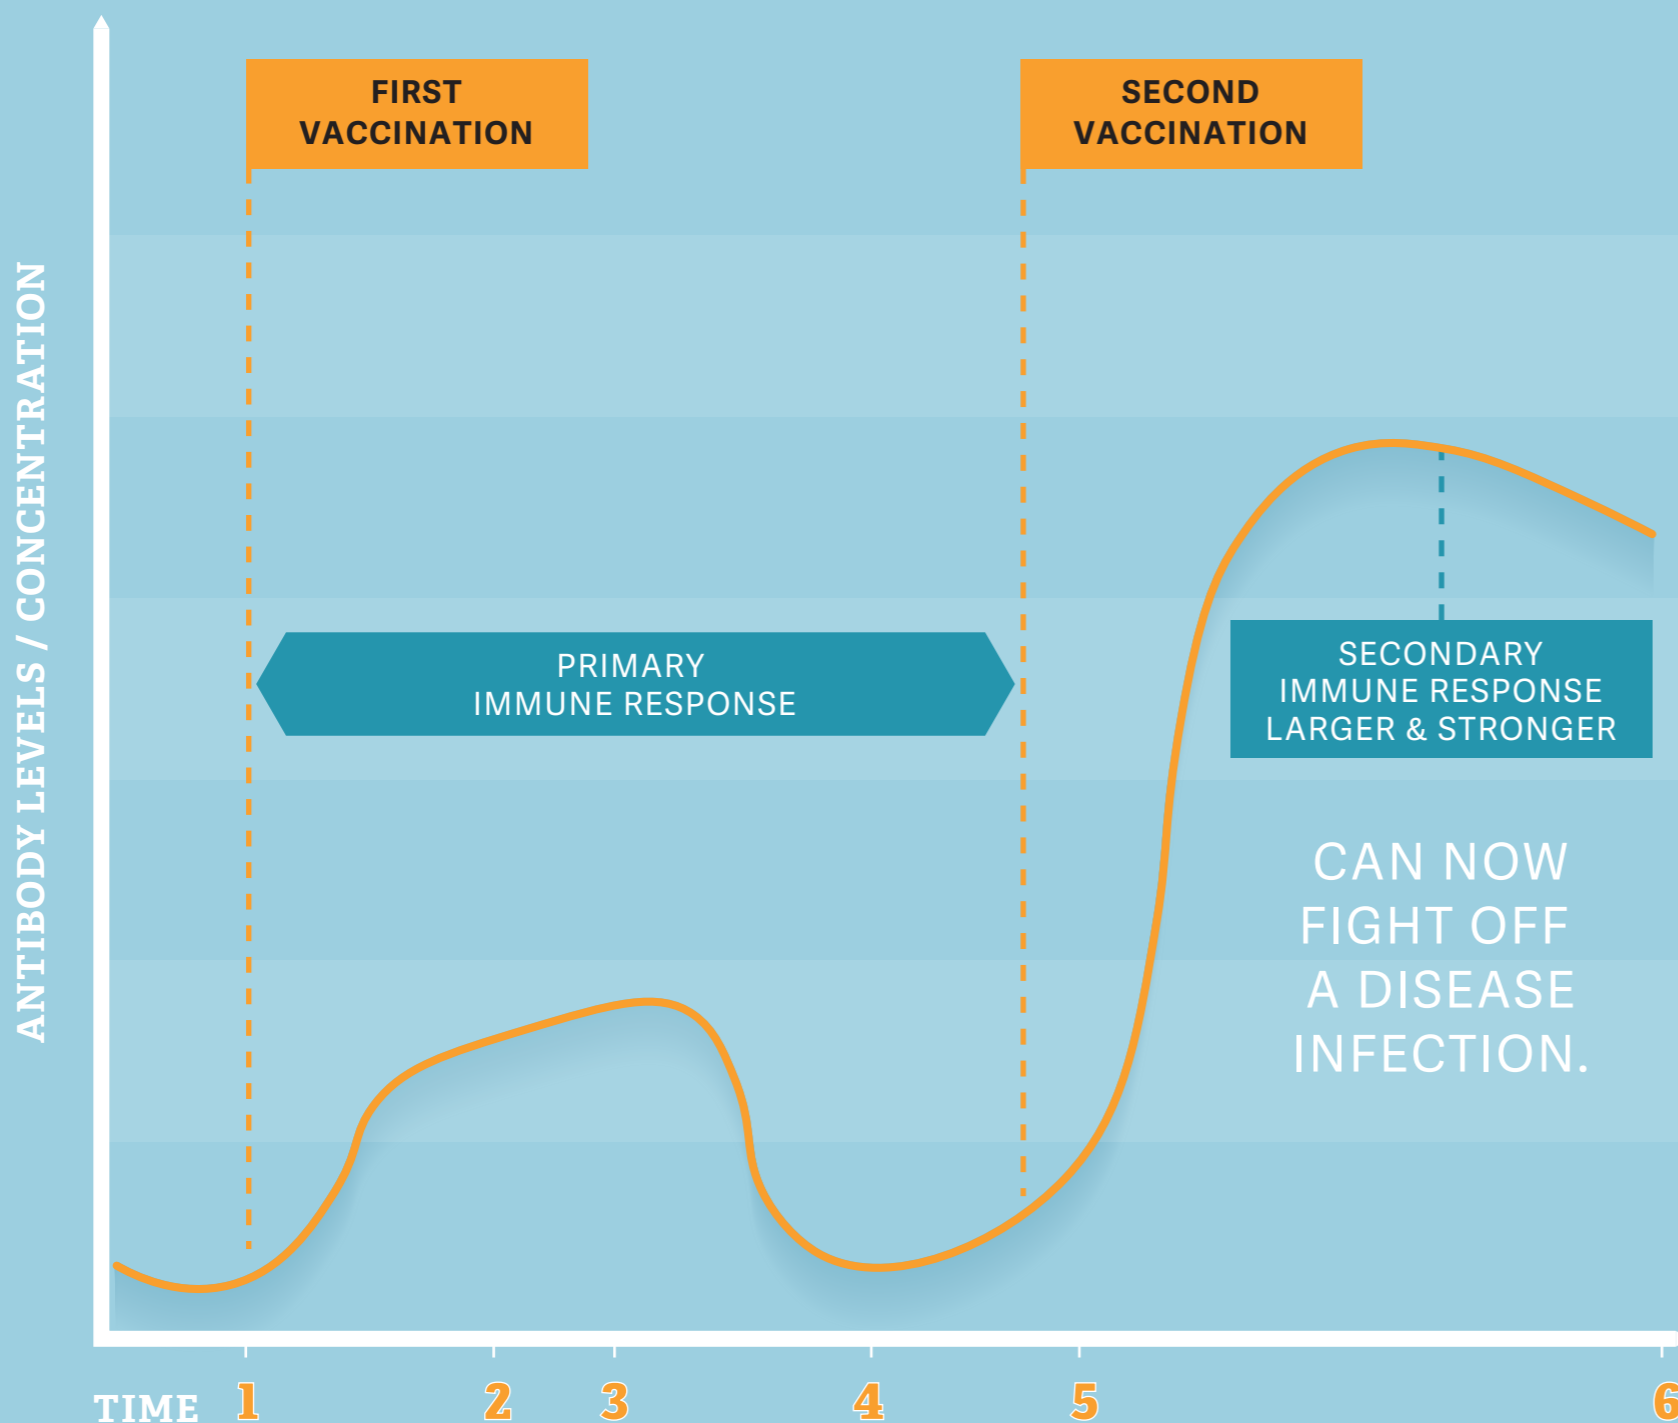 FIRST
VACCINATION
SECOND
VACCINATION
ANTIBODY LEVELS / CONCENTRATION
PRIMARY
IMMUNE RESPONSE
SECONDARY
IMMUNE RESPONSE
LARGER & STRONGER
CAN NOW
FIGHT OFF
A DISEASE
INFECTION.
TIME 1 2 3 4 5 6